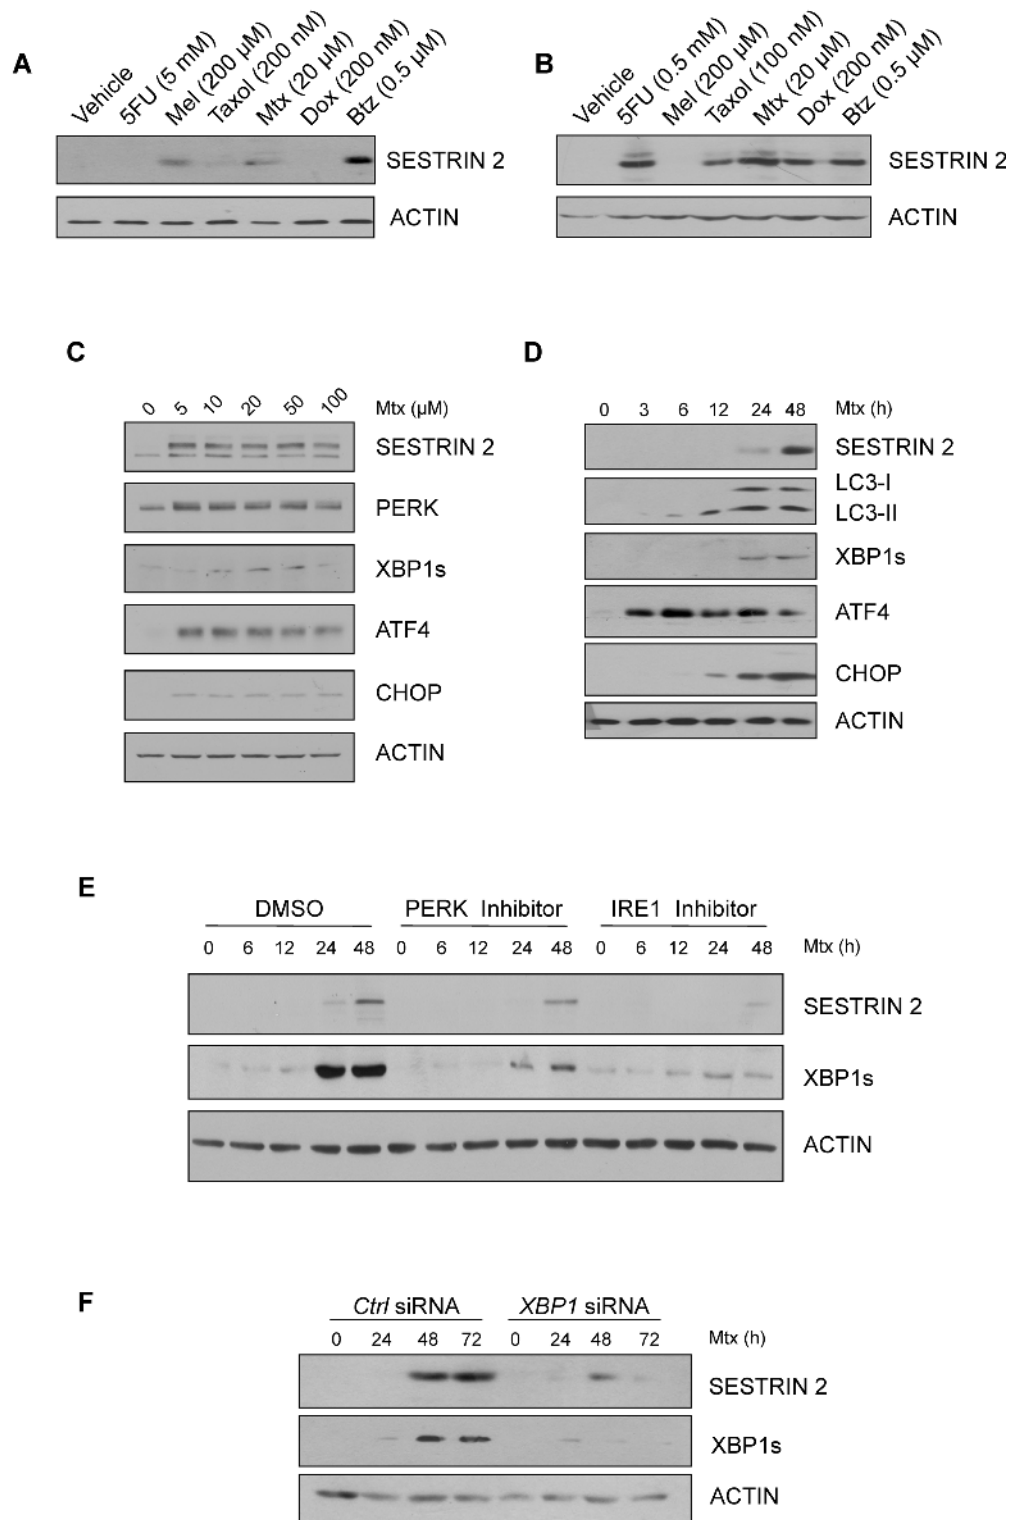 A
Vehicle
5FU (5 mM)
Mel (200 µM)
Taxol (200 nM)
Mtx (20 µM)
Dox (200 nM)
Btz (0.5 µM)
SESTRIN 2
ACTIN
B
Vehicle
5FU (0.5 mM)
Mel (200 µM)
Taxol (100 nM)
Mtx (20 µM)
Dox (200 nM)
Btz (0.5 µM)
SESTRIN 2
ACTIN
C
0 5 10 20 50 100 Mtx (µM)
SESTRIN 2
PERK
XBP1s
ATF4
CHOP
ACTIN
D
0 3 6 12 24 48 Mtx (h)
SESTRIN 2
LC3-I
LC3-II
XBP1s
ATF4
CHOP
ACTIN
E
DMSO PERK Inhibitor IRE1 Inhibitor
0 6 12 24 48 0 6 12 24 48 0 6 12 24 48 Mtx (h)
SESTRIN 2
XBP1s
ACTIN
F
Ctrl siRNA XBP1 siRNA
0 24 48 72 0 24 48 72 Mtx (h)
SESTRIN 2
XBP1s
ACTIN